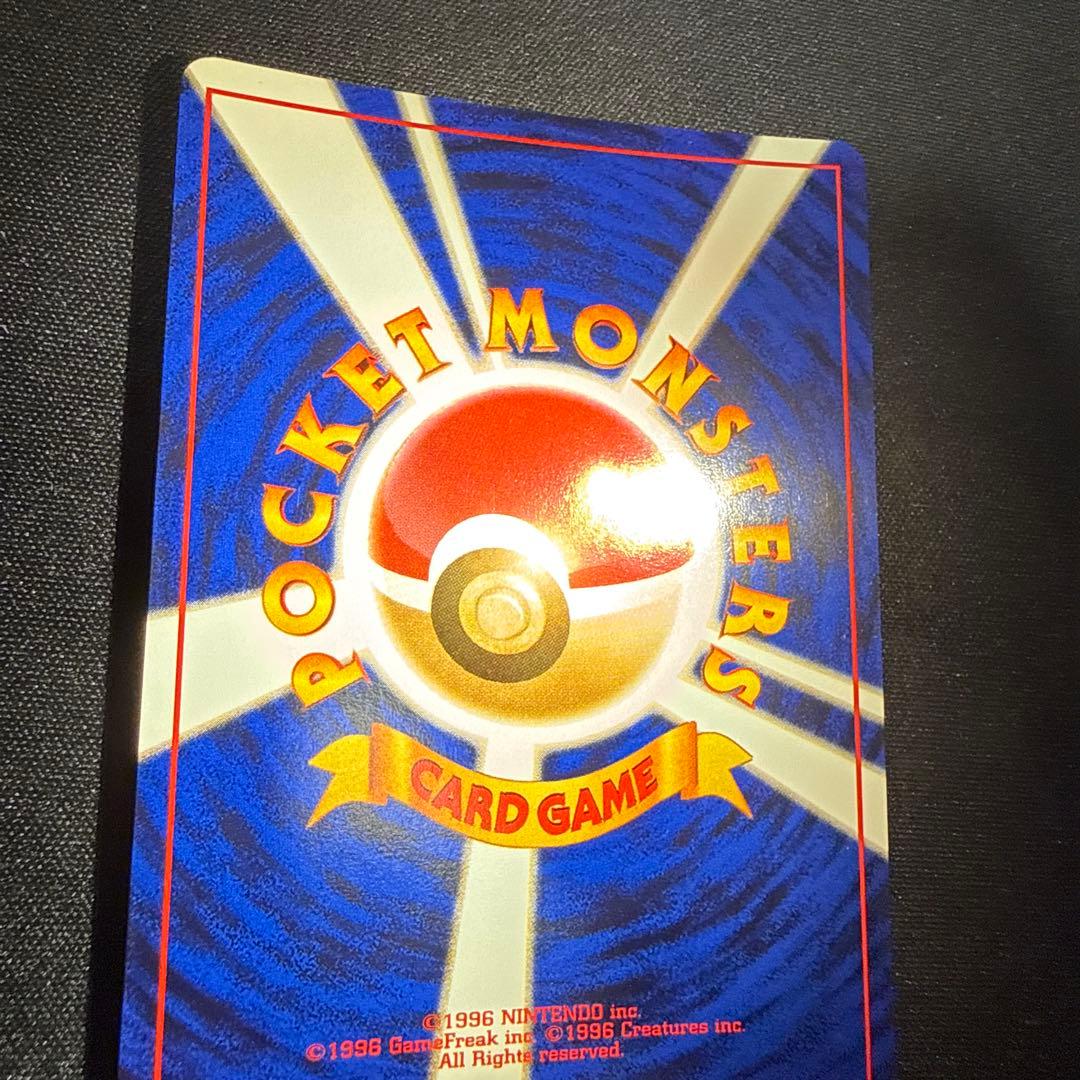 POCKET MONSTERS
CARD GAME
©1996 NINTENDO inc.
©1996 GameFreak inc. ©1996 Creatures inc.
All Rights reserved.